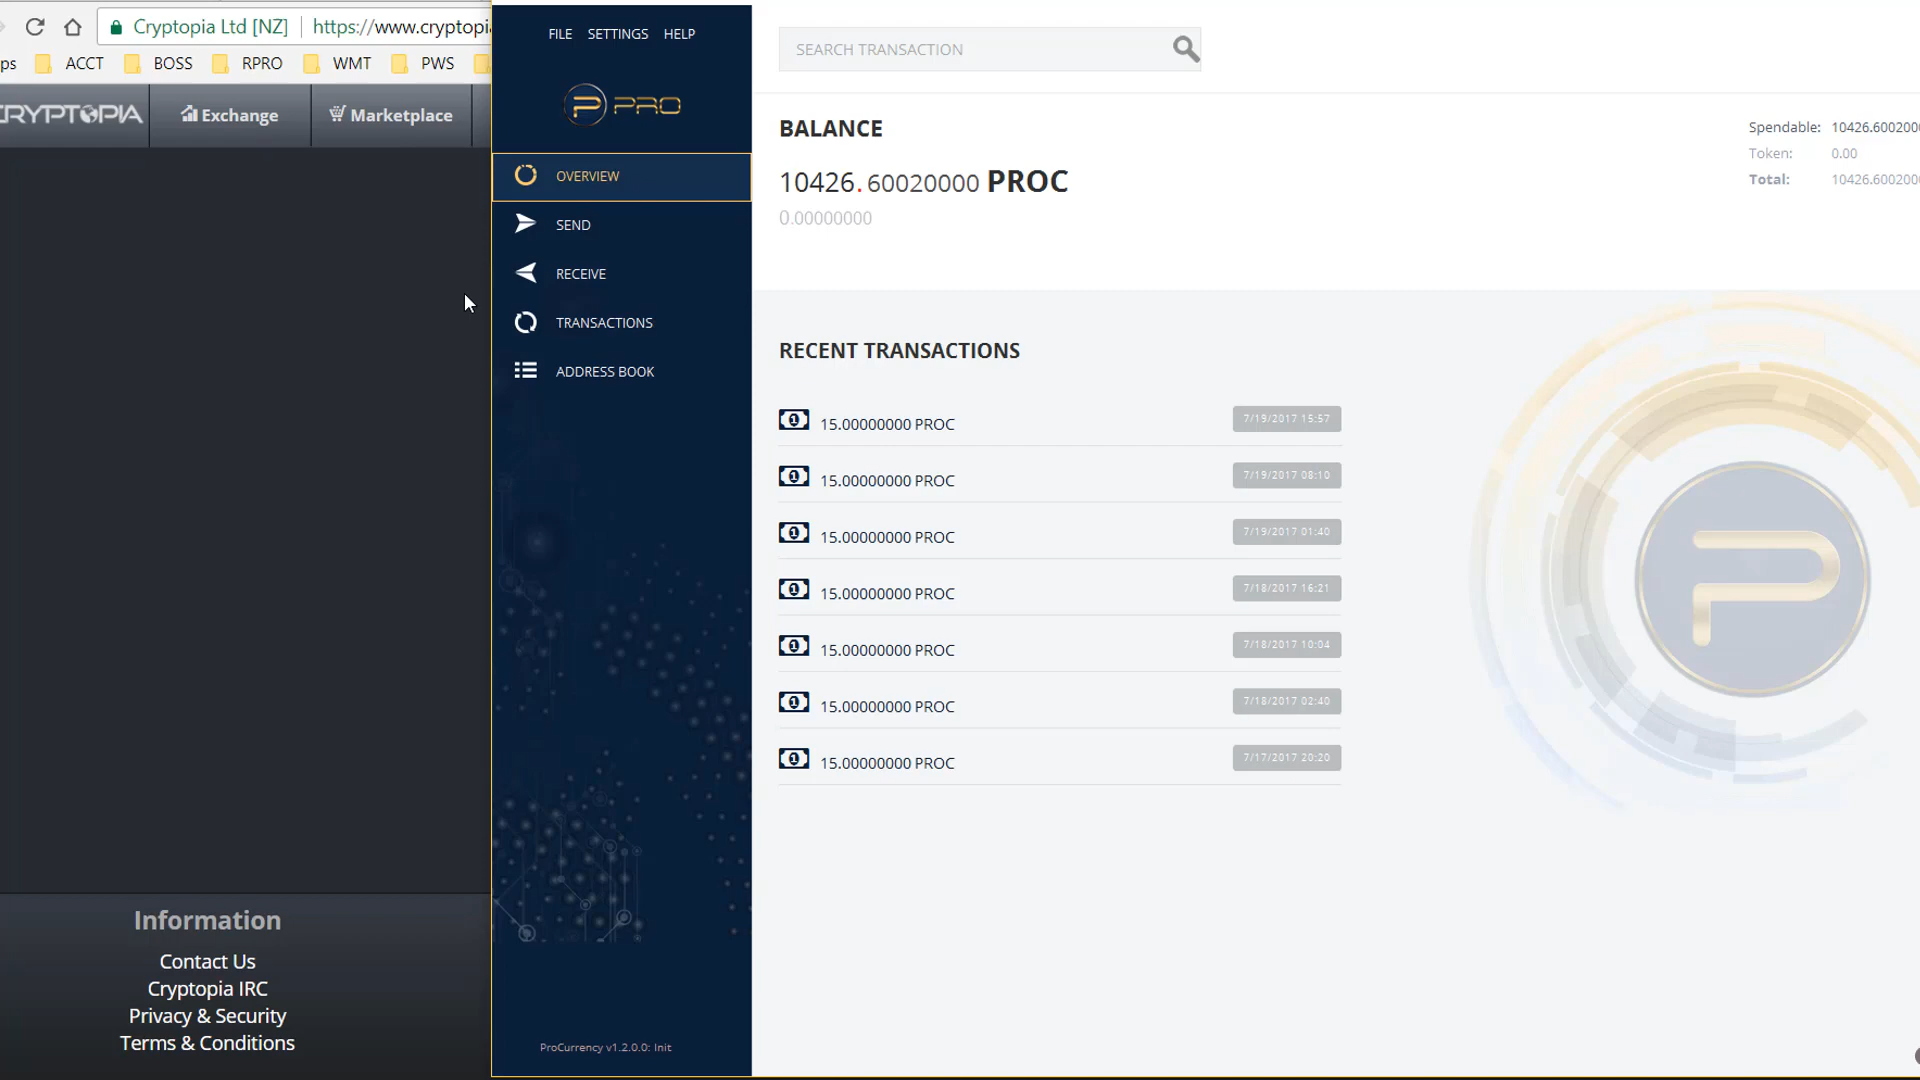 Cryptopia Ltd [NZ] https://www.cryptopi
ps ACCT BOSS RPRO WMT PWS
CRYPTOPIA Exchange Marketplace
Information
Contact Us
Cryptopia IRC
Privacy & Security
Terms & Conditions
FILE SETTINGS HELP
P PRO
OVERVIEW
SEND
RECEIVE
TRANSACTIONS
ADDRESS BOOK
ProCurrency v1.2.0.0: Init
SEARCH TRANSACTION
BALANCE
10426.60020000 PROC
0.00000000
Spendable: 10426.6002000
Token: 0.00
Total: 10426.6002000
RECENT TRANSACTIONS
15.00000000 PROC 7/19/2017 15:57
15.00000000 PROC 7/19/2017 08:10
15.00000000 PROC 7/19/2017 01:40
15.00000000 PROC 7/18/2017 16:21
15.00000000 PROC 7/18/2017 10:04
15.00000000 PROC 7/18/2017 02:40
15.00000000 PROC 7/17/2017 20:20
P